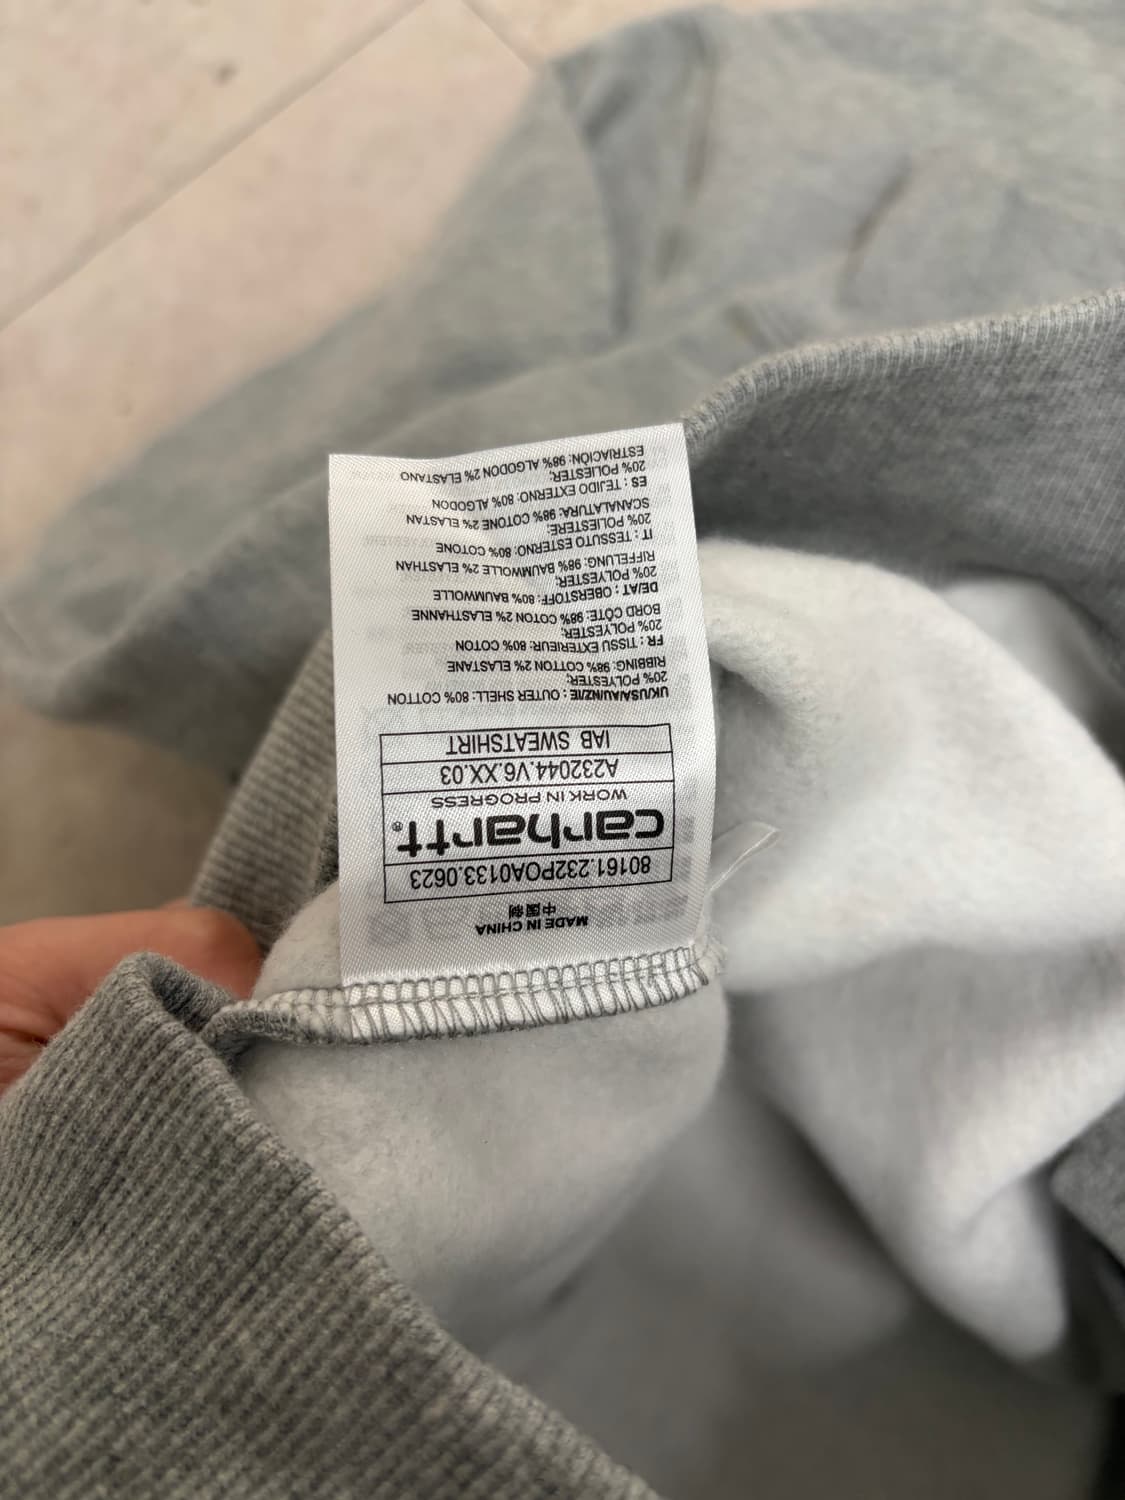 MADE IN CHINA
中国制
80161.232POA0133.0623
carhartt®
WORK IN PROGRESS
A232044.V6.XX.03
IAB SWEATSHIRT
UK/USA/AU/NZ/IE : OUTER SHELL: 80% COTTON
20% POLYESTER;
RIBBING: 98% COTTON 2% ELASTANE
FR : TISSU EXTERIEUR: 80% COTON
20% POLYESTER;
BORD CÔTE: 98% COTON 2% ELASTHANNE
DE/AT : OBERSTOFF: 80% BAUMWOLLE
20% POLYESTER;
RIFFELUNG: 98% BAUMWOLLE 2% ELASTHAN
IT : TESSUTO ESTERNO: 80% COTONE
20% POLIESTERE;
SCANALATURA: 98% COTONE 2% ELASTAN
ES : TEJIDO EXTERNO: 80% ALGODON
20% POLIESTER;
ESTRIACIÓN: 98% ALGODON 2% ELASTANO